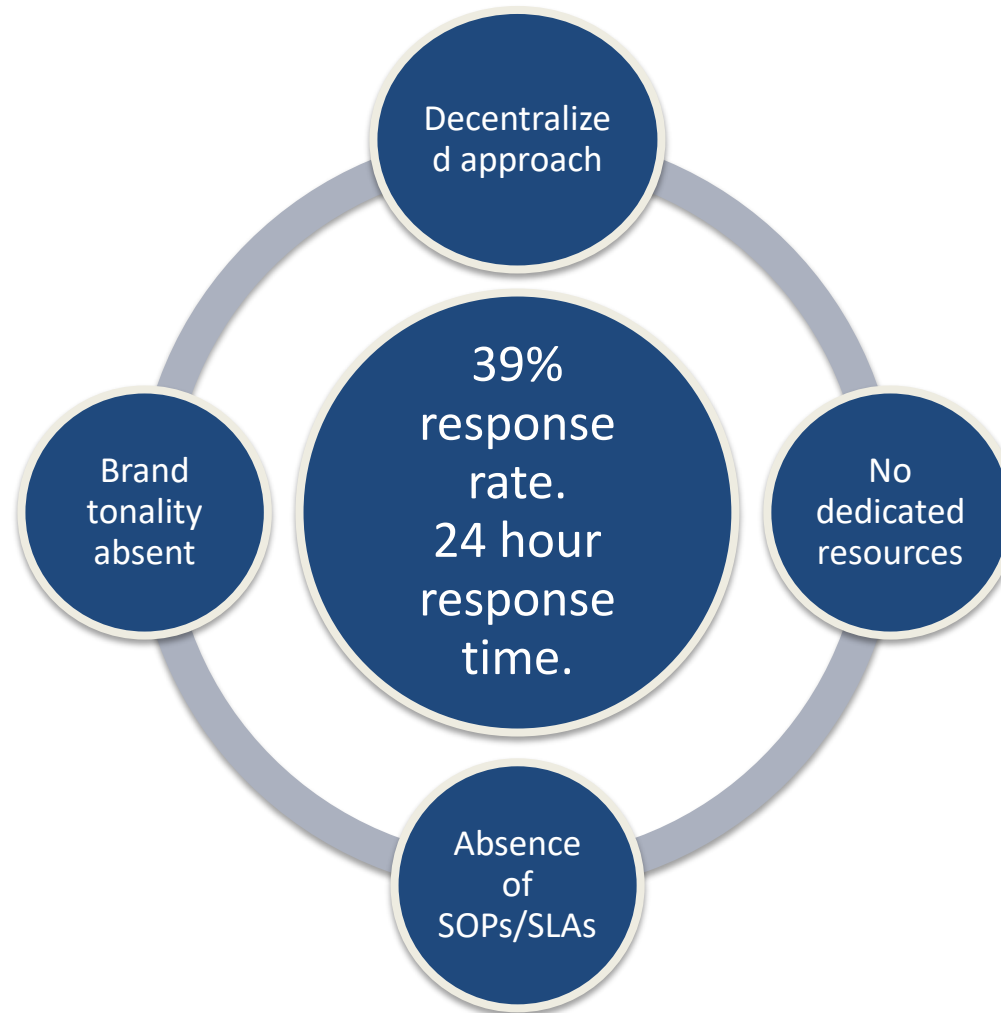 Decentralize
d approach
39%
response
rate.
24 hour
response
time.
Brand
tonality
absent
No
dedicated
resources
Absence
of
SOPs/SLAs